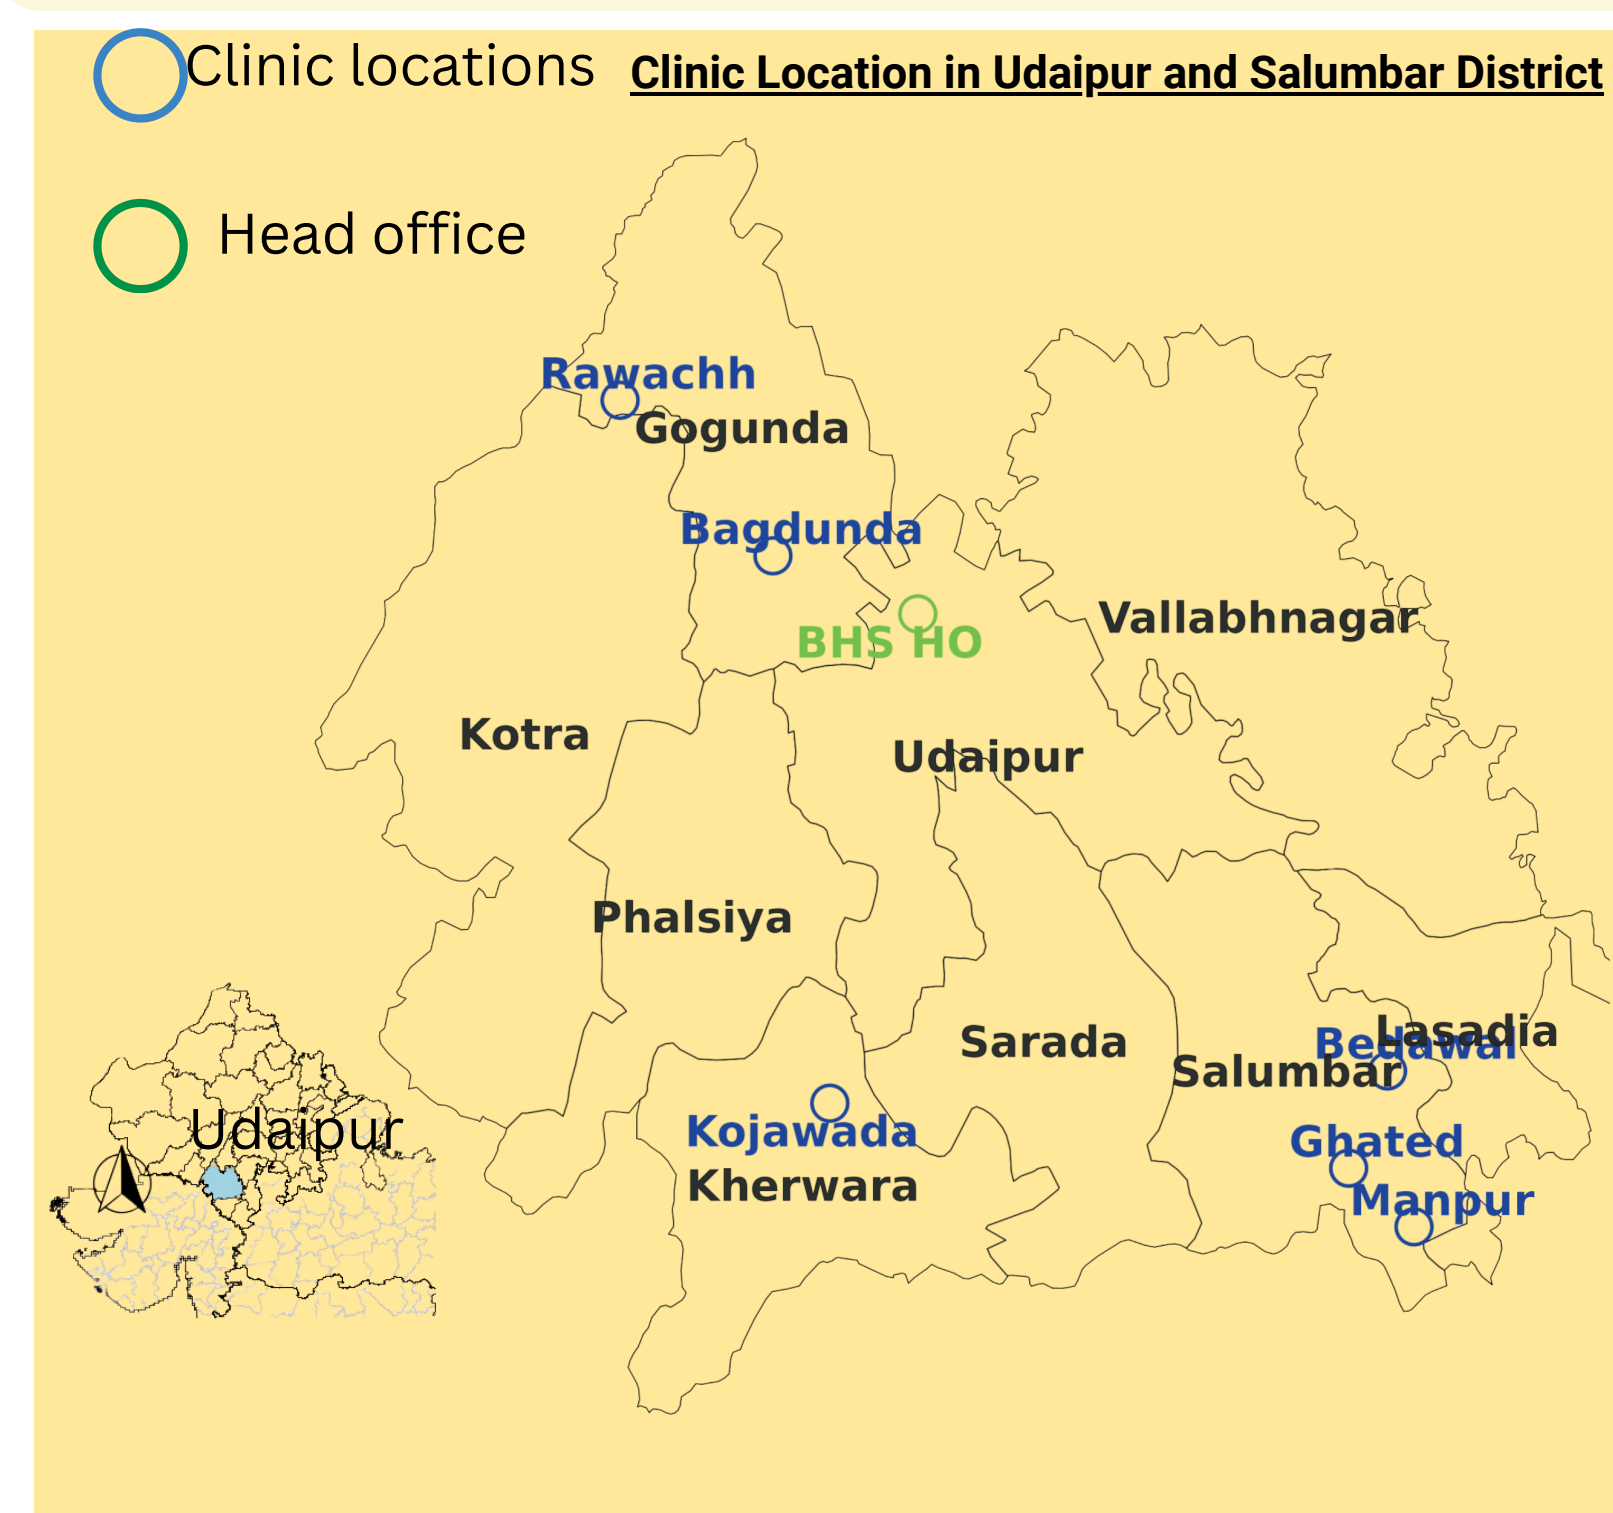 Clinic locations
Clinic Location in Udaipur and Salumbar District
Head office
Rawachh
Gogunda
Bagdunda
BHS HO
Vallabhnagar
Kotra
Udaipur
Phalsiya
Sarada
Lasadia
Bedawal
Salumbar
Kojawada
Udaipur
Ghated
Kherwara
Manpur